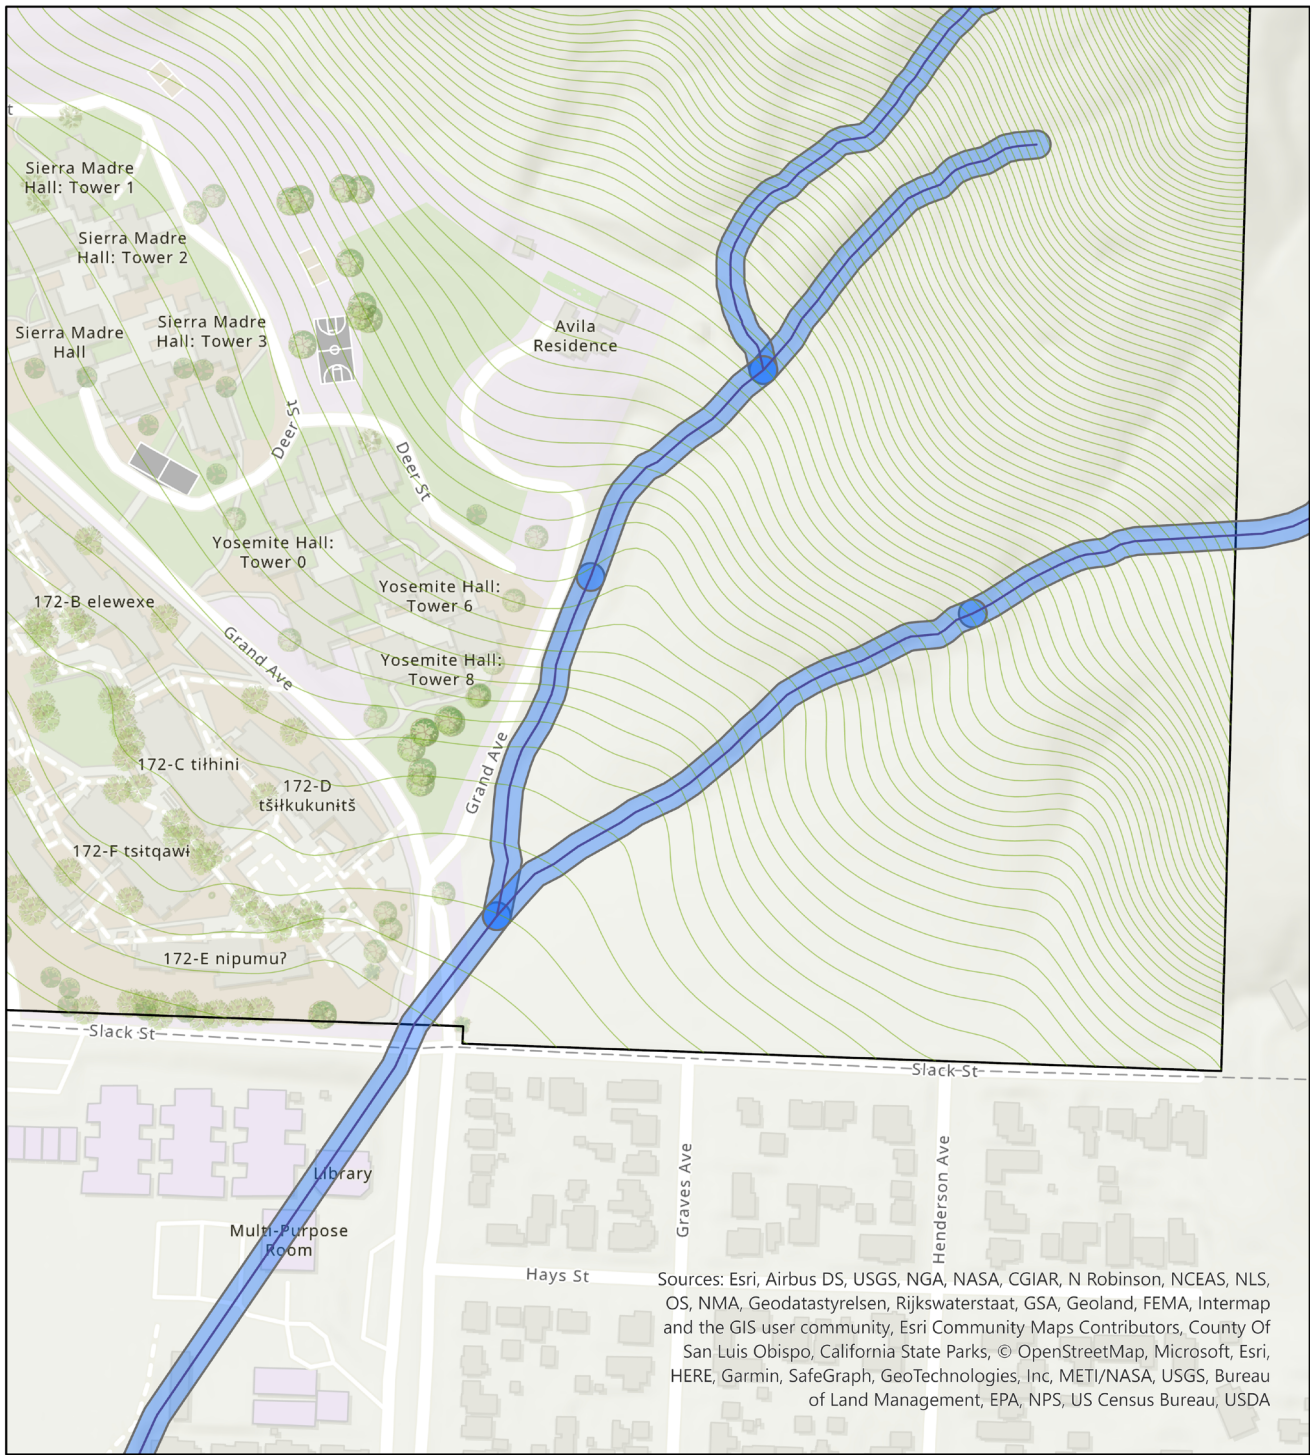 t
Sierra Madre
Hall: Tower 1
Sierra Madre
Hall: Tower 2
Sierra Madre
Hall
Sierra Madre
Hall: Tower 3
Avila
Residence
Deer St
Deer St
Yosemite Hall:
Tower 0
Yosemite Hall:
Tower 6
172-B elewexe
Grand Ave
Yosemite Hall:
Tower 8
Grand Ave
172-C tiłhini
172-D
tšiłkukunitš
172-F tsɨtqawɨ
172-E nipumuʔ
Slack St
Slack St
Library
Multi-Purpose
Room
Graves Ave
Henderson Ave
Hays St
Sources: Esri, Airbus DS, USGS, NGA, NASA, CGIAR, N Robinson, NCEAS, NLS,
OS, NMA, Geodatastyrelsen, Rijkswaterstaat, GSA, Geoland, FEMA, Intermap
and the GIS user community, Esri Community Maps Contributors, County Of
San Luis Obispo, California State Parks, © OpenStreetMap, Microsoft, Esri,
HERE, Garmin, SafeGraph, GeoTechnologies, Inc, METI/NASA, USGS, Bureau
of Land Management, EPA, NPS, US Census Bureau, USDA